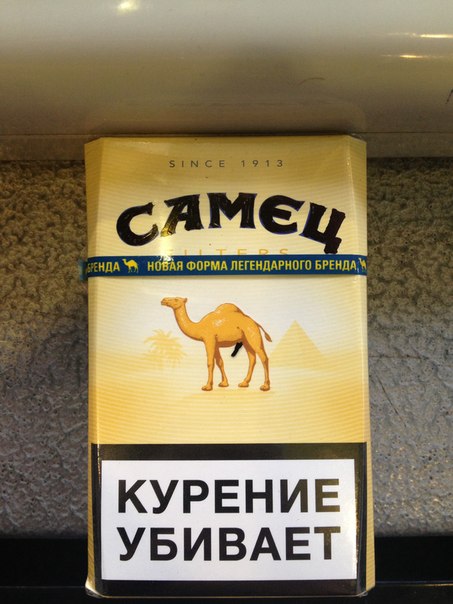 SINCE 1913
САМЕЦ
FILTERS
БРЕНДА НОВАЯ ФОРМА ЛЕГЕНДАРНОГО БРЕНДА
КУРЕНИЕ
УБИВАЕТ